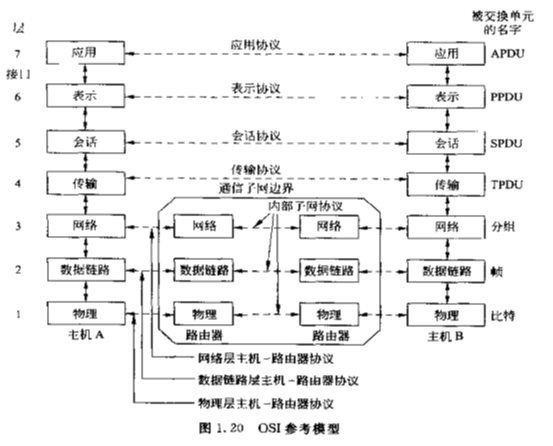 层
被交换单元
的名字
7 应用 应用协议 应用 APDU
接口
6 表示 表示协议 表示 PPDU
5 会话 会话协议 会话 SPDU
4 传输 传输协议 传输 TPDU
通信子网边界
内部子网协议
3 网络 网络 网络 网络 分组
2 数据链路 数据链路 数据链路 数据链路 帧
1 物理 物理 物理 物理 比特
主机A 路由器 路由器 主机B
网络层主机-路由器协议
数据链路层主机-路由器协议
物理层主机-路由器协议
图 1.20 OSI 参考模型